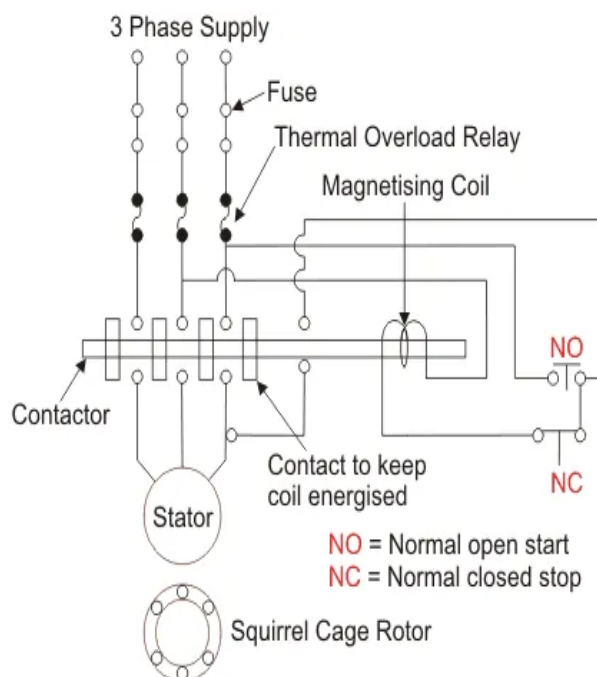 3 Phase Supply
Fuse
Thermal Overload Relay
Magnetising Coil
NO
Contactor
Contact to keep
coil energised
NC
Stator
NO = Normal open start
NC = Normal closed stop
Squirrel Cage Rotor